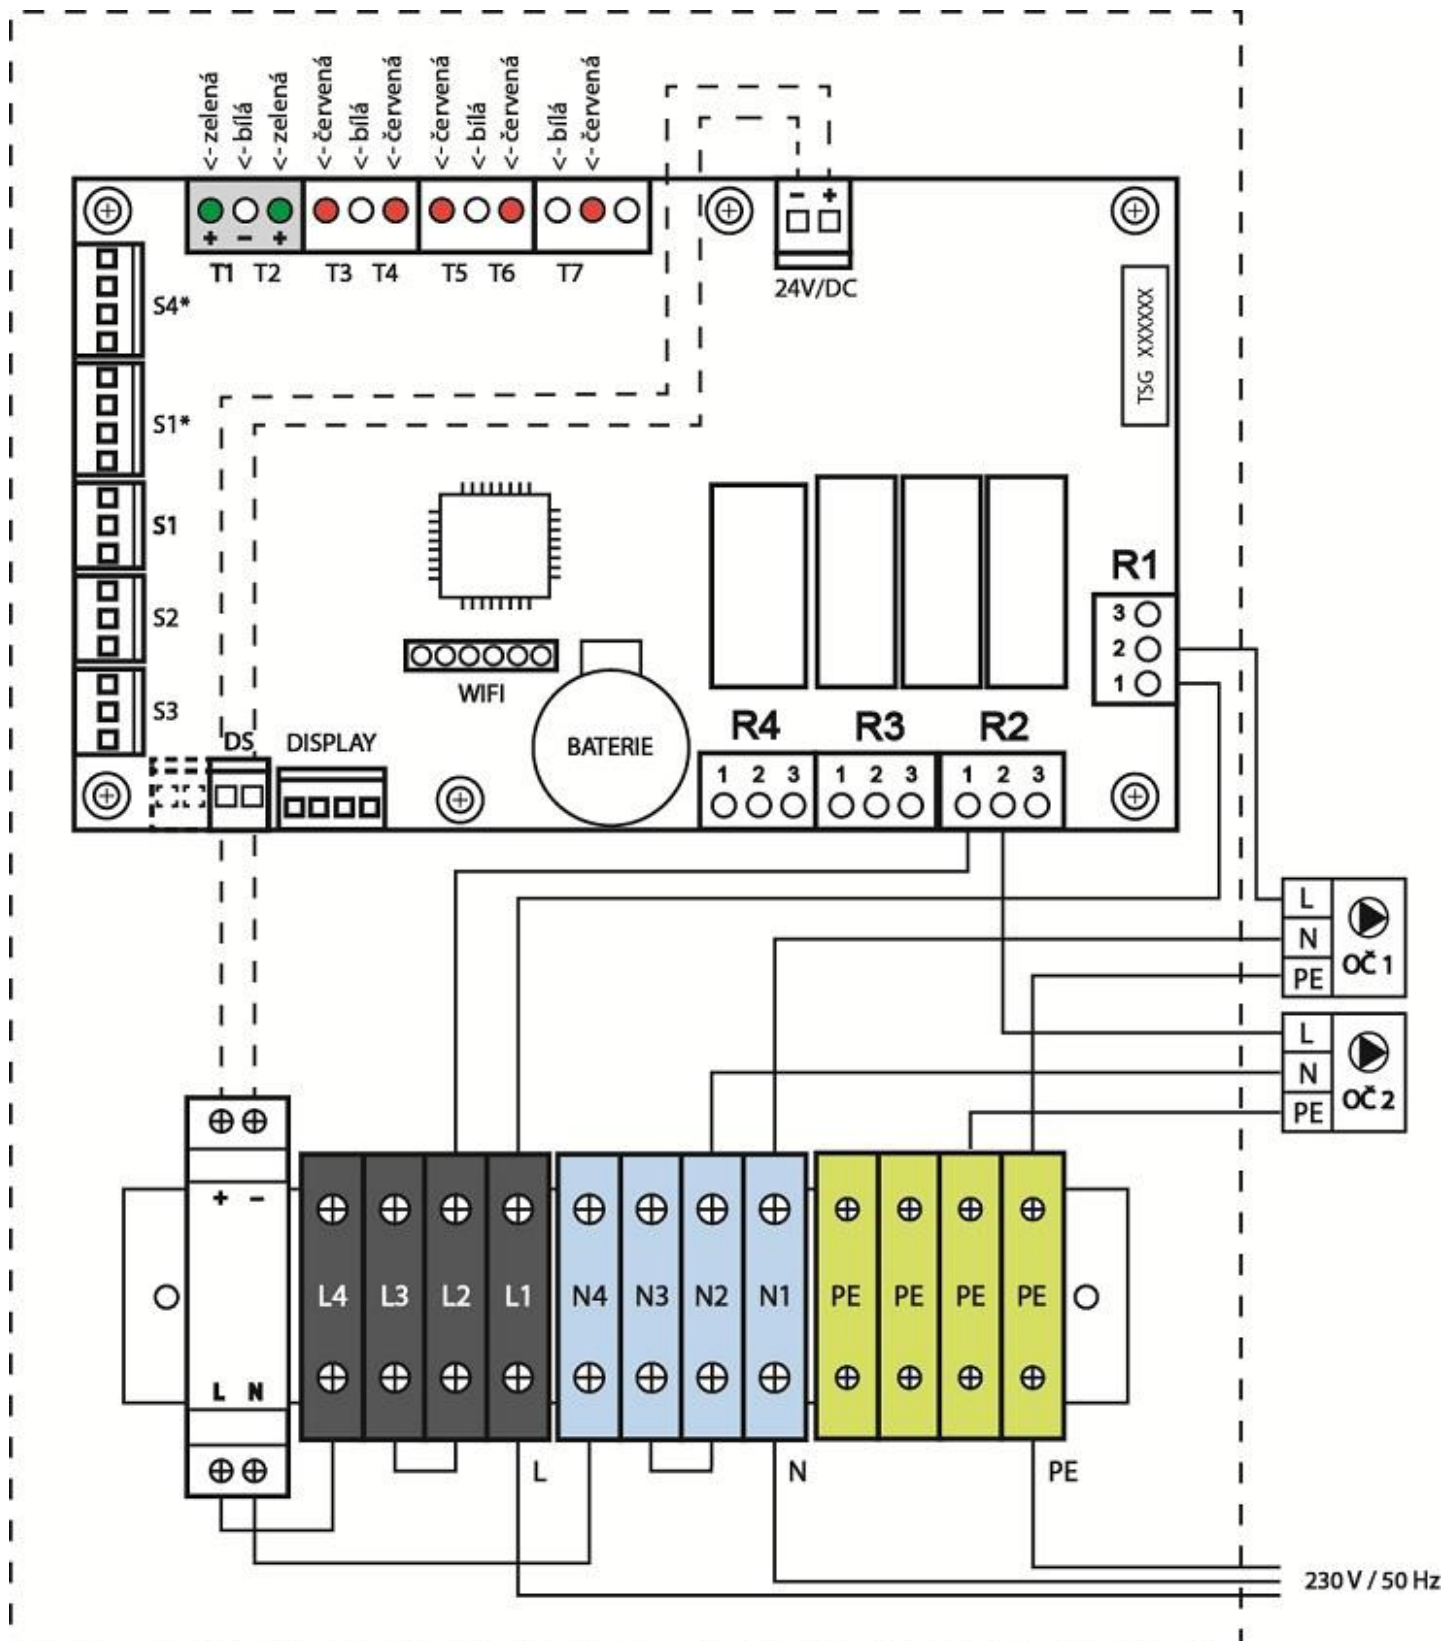 <-zelená
<-bílá
<-zelená
<-červená
<-bílá
<-červená
<-červená
<-bílá
<-červená
<-bílá
<-červená
- +
+ - +
T1 T2 T3 T4 T5 T6 T7
24V/DC
S4*
TSG XXXXXX
S1*
S1
R1
3
2
1
S2
WIFI
S3
DS DISPLAY
BATERIE
R4 R3 R2
1 2 3 1 2 3 1 2 3
L
N
PE
OČ 1
L
N
PE
OČ 2
+ -
L4 L3 L2 L1 N4 N3 N2 N1 PE PE PE PE
L N
L N PE
230 V / 50 Hz